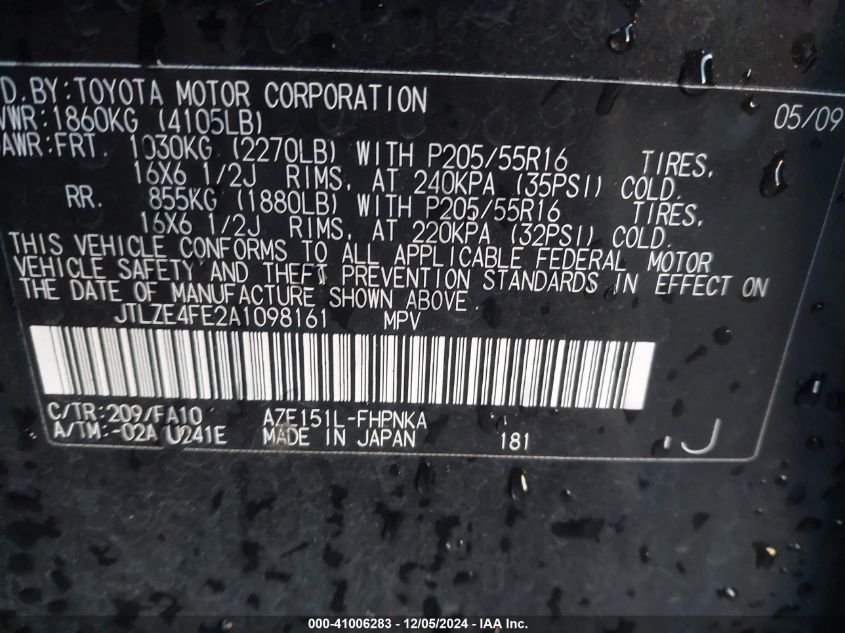 D. BY: TOYOTA MOTOR CORPORATION 05/09
VWR: 1860KG (4105LB)
AWR: FRT. 1030KG (2270LB) WITH P205/55R16 TIRES,
16X6 1/2J RIMS, AT 240KPA (35PSI) COLD.
RR. 855KG (1880LB) WITH P205/55R16 TIRES,
16X6 1/2J RIMS, AT 220KPA (32PSI) COLD.
THIS VEHICLE CONFORMS TO ALL APPLICABLE FEDERAL MOTOR
VEHICLE SAFETY AND THEFT PREVENTION STANDARDS IN EFFECT ON
THE DATE OF MANUFACTURE SHOWN ABOVE.
JTLZE4FE2A1098161 MPV
C/TR: 209/FA10 AZE151L-FHPNKA
A/TM: -02A U241E MADE IN JAPAN 181 .J
000-41006283 - 12/05/2024 - IAA Inc.